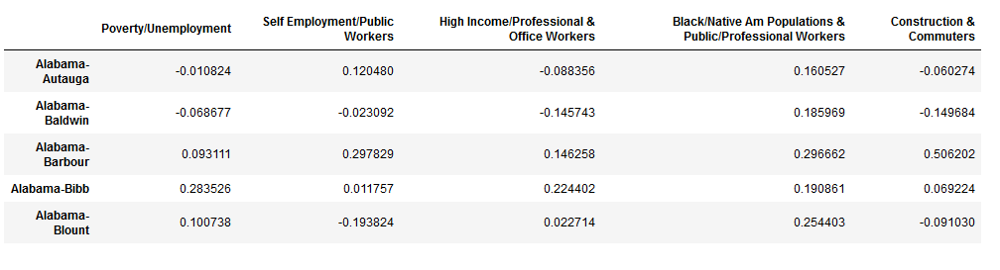 Poverty/Unemployment Self Employment/Public Workers High Income/Professional & Office Workers Black/Native Am Populations & Public/Professional Workers Construction & Commuters
Alabama-Autauga -0.010824 0.120480 -0.088356 0.160527 -0.060274
Alabama-Baldwin -0.068677 -0.023092 -0.145743 0.185969 -0.149684
Alabama-Barbour 0.093111 0.297829 0.146258 0.296662 0.506202
Alabama-Bibb 0.283526 0.011757 0.224402 0.190861 0.069224
Alabama-Blount 0.100738 -0.193824 0.022714 0.254403 -0.091030